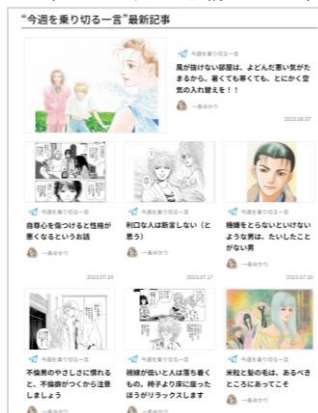 “今週を乗り切る一言”最新記事
今週を乗り切る一言
風が抜けない部屋は、よどんだ悪い気がた
まるから。暑くても寒くても、とにかく空
気の入れ替えを！！
一条ゆかり
2023.08.07
今週を乗り切る一言
自尊心を傷つけると性格が
悪くなるというお話
一条ゆかり
2023.07.24
今週を乗り切る一言
利口な人は断言しない（と
思う）
一条ゆかり
2023.07.17
今週を乗り切る一言
機嫌をとらないといけない
ような男は、たいしたこと
がない男
一条ゆかり
2023.07.10
今週を乗り切る一言
不倫男のやさしさに慣れる
と、不倫癖がつくから注意
しましょう
一条ゆかり
今週を乗り切る一言
視線が低いと人は落ち着く
もの。椅子より床に座った
ほうがリラックスします
一条ゆかり
今週を乗り切る一言
米粒と髪の毛は、あるべき
ところにあってこそ
一条ゆかり